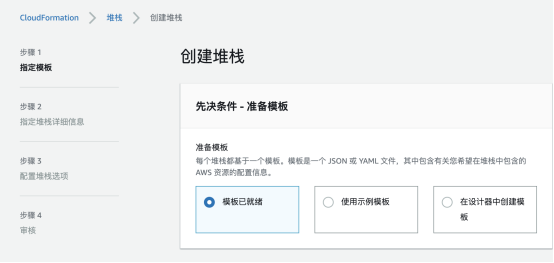 CloudFormation > 堆栈 > 创建堆栈
步骤 1
指定模板
步骤 2
指定堆栈详细信息
步骤 3
配置堆栈选项
步骤 4
审核
创建堆栈
先决条件 - 准备模板
准备模板
每个堆栈都基于一个模板。模板是一个 JSON 或 YAML 文件，其中包含有关您希望在堆栈中包含的
AWS 资源的配置信息。
模板已就绪
使用示例模板
在设计器中创建模
板